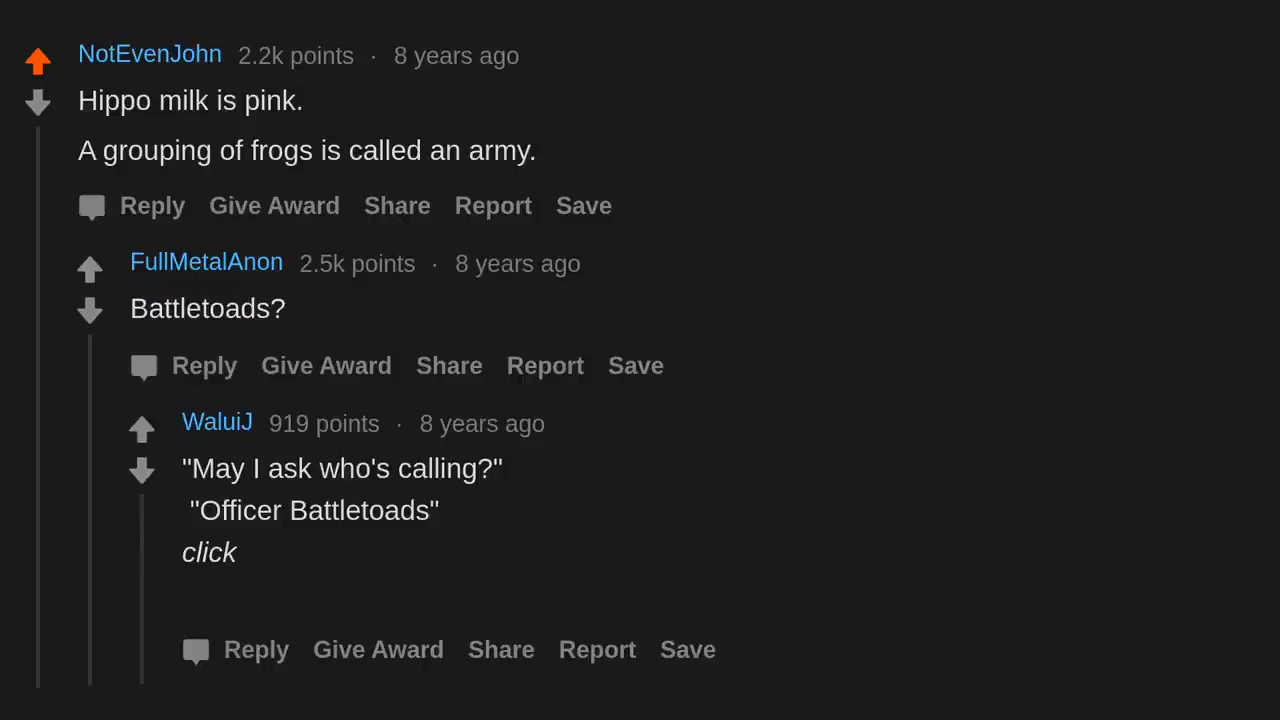 NotEvenJohn 2.2k points · 8 years ago
Hippo milk is pink.
A grouping of frogs is called an army.
Reply Give Award Share Report Save
FullMetalAnon 2.5k points · 8 years ago
Battletoads?
Reply Give Award Share Report Save
WaluiJ 919 points · 8 years ago
"May I ask who's calling?"
"Officer Battletoads"
click
Reply Give Award Share Report Save